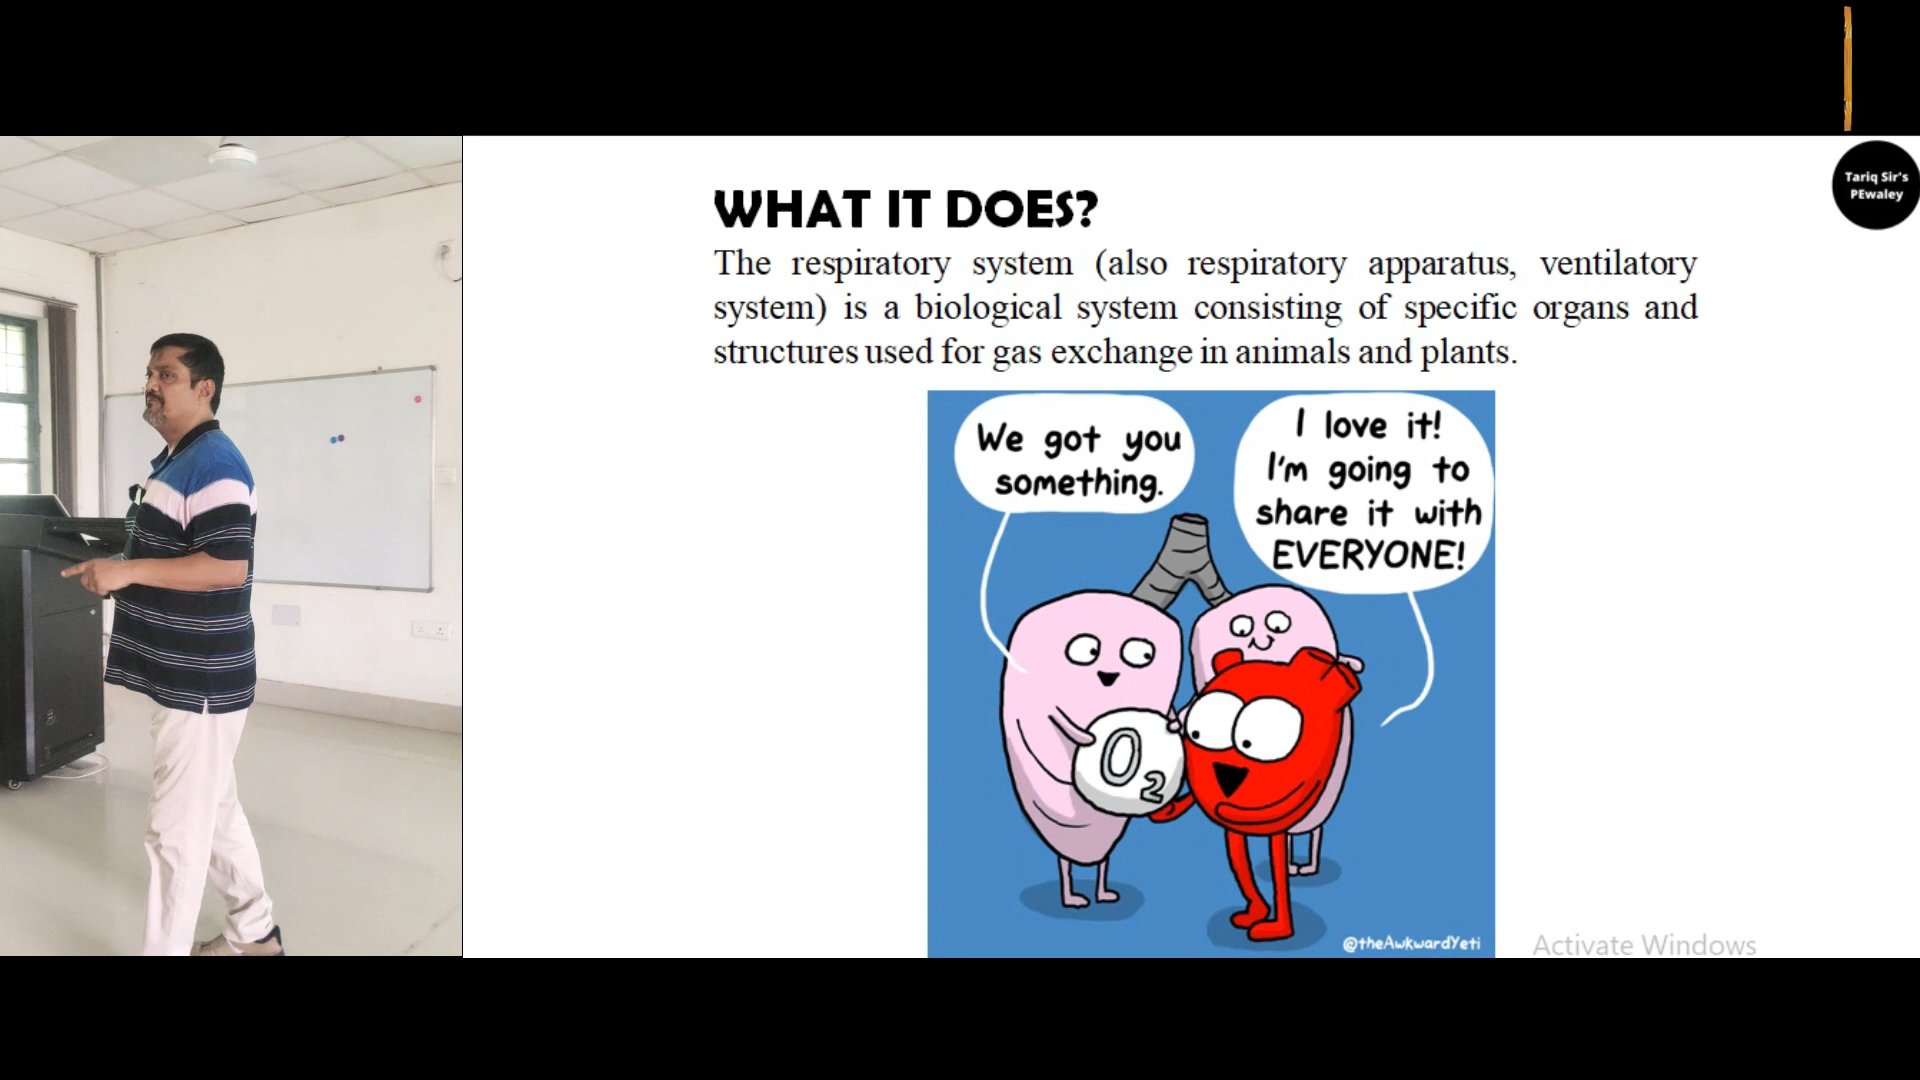 Tariq Sir's
PEwaley
WHAT IT DOES?
The respiratory system (also respiratory apparatus, ventilatory
system) is a biological system consisting of specific organs and
structures used for gas exchange in animals and plants.
We got you
something.
I love it!
I'm going to
share it with
EVERYONE!
O2
@theAwkwardYeti
Activate Windows